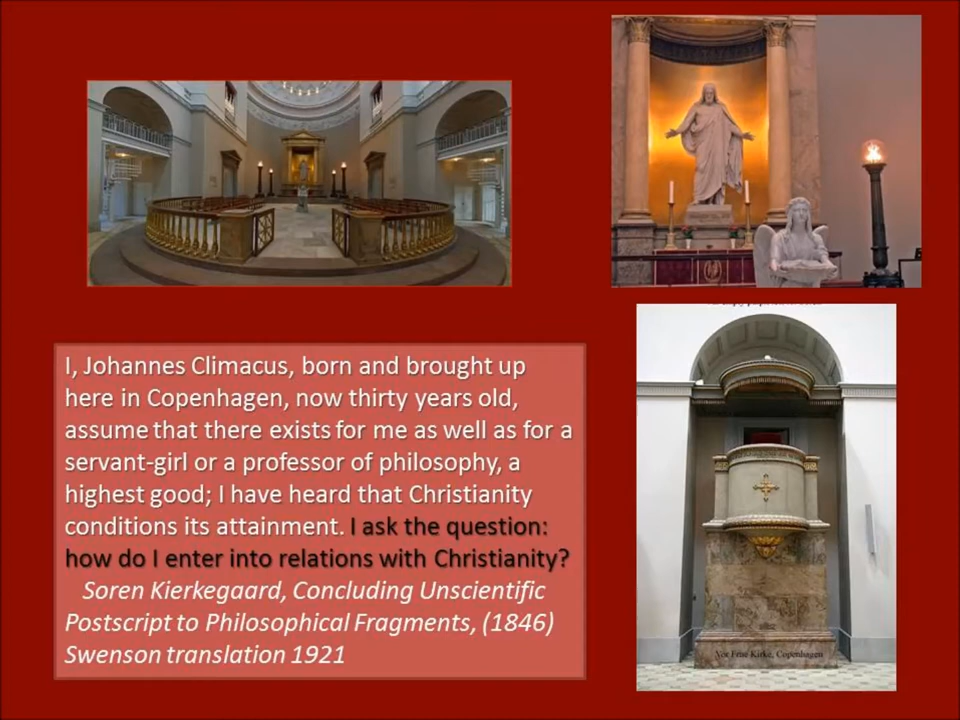 I, Johannes Climacus, born and brought up
here in Copenhagen, now thirty years old,
assume that there exists for me as well as for a
servant-girl or a professor of philosophy, a
highest good; I have heard that Christianity
conditions its attainment. I ask the question:
how do I enter into relations with Christianity?
Soren Kierkegaard, Concluding Unscientific
Postscript to Philosophical Fragments, (1846)
Swenson translation 1921
Vor Frue Kirke, Copenhagen